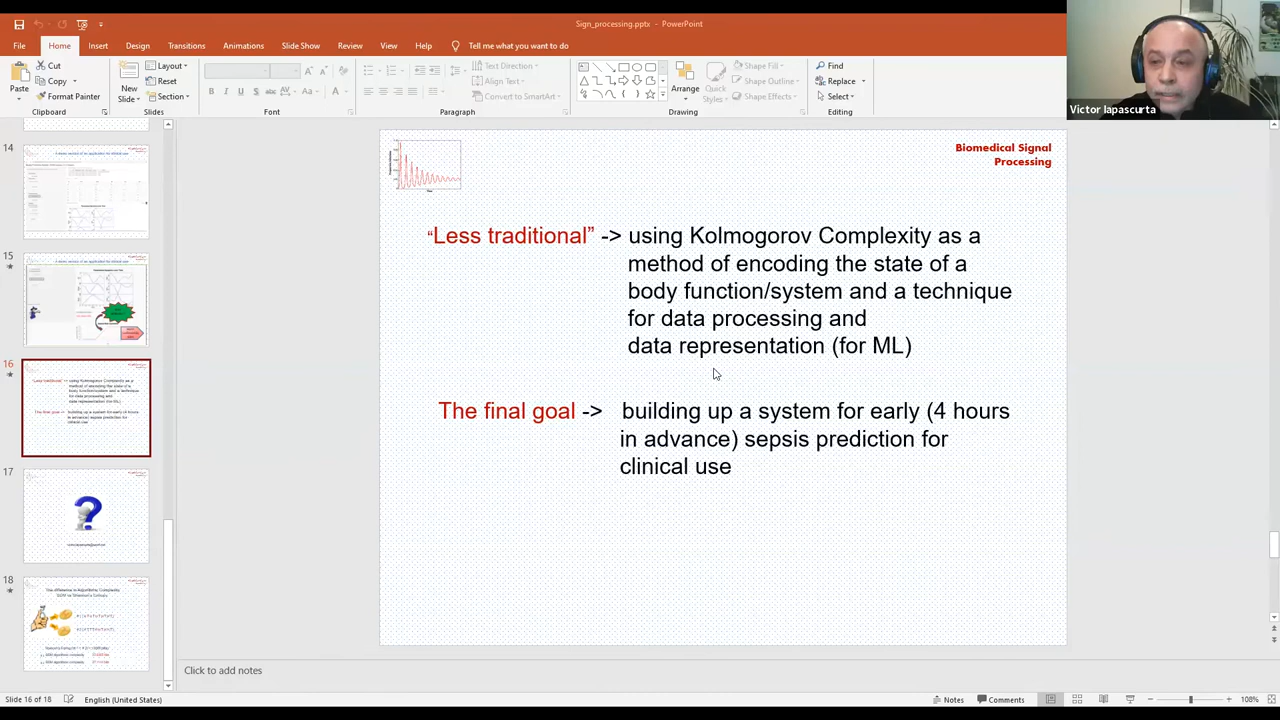 Sign_processing.pptx - PowerPoint
File Home Insert Design Transitions Animations Slide Show Review View Help Tell me what you want to do
Cut
Copy
Format Painter
Paste
Clipboard
New
Slide
Layout
Reset
Section
Slides
Font
Text Direction
Align Text
Convert to SmartArt
Paragraph
Arrange
Quick
Styles
Shape Fill
Shape Outline
Shape Effects
Drawing
Find
Replace
Select
Editing
Victor Iapascurta
14
15
16
17
18
Biomedical Signal
Processing
“Less traditional” -> using Kolmogorov Complexity as a
method of encoding the state of a
body function/system and a technique
for data processing and
data representation (for ML)
The final goal -> building up a system for early (4 hours
in advance) sepsis prediction for
clinical use
Click to add notes
Slide 16 of 18 English (United States) Notes Comments 108%